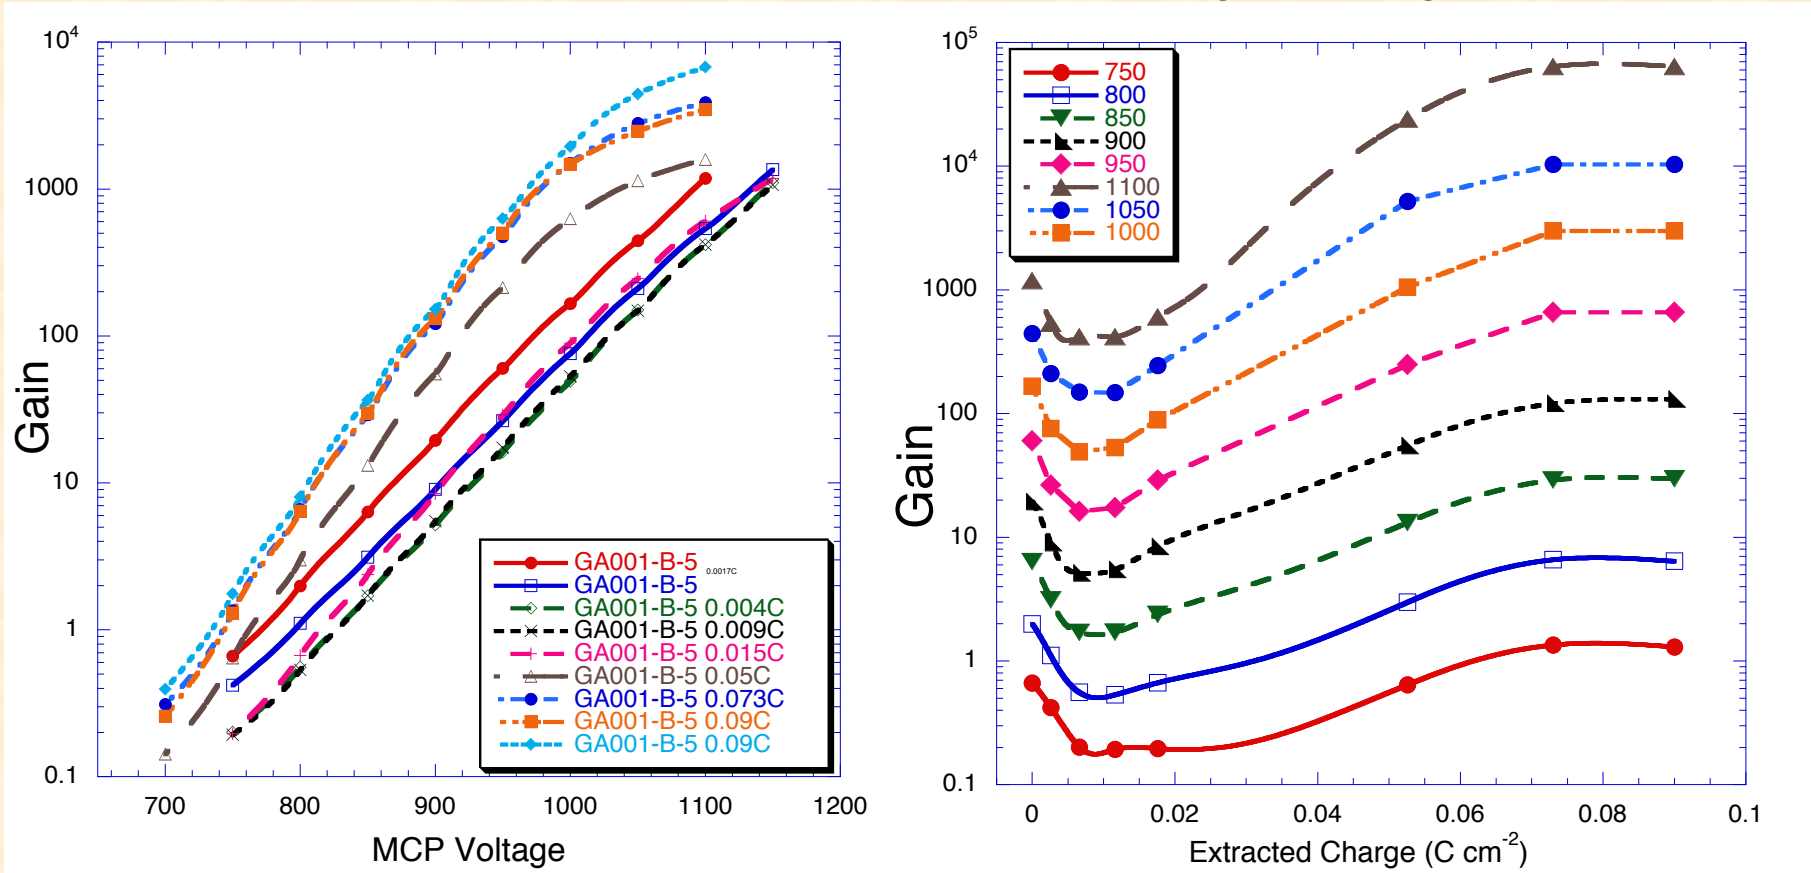 10^4
1000
100
10
1
0.1
Gain
700 800 900 1000 1100 1200
MCP Voltage
GA001-B-5 0.0017C
GA001-B-5
GA001-B-5 0.004C
GA001-B-5 0.009C
GA001-B-5 0.015C
GA001-B-5 0.05C
GA001-B-5 0.073C
GA001-B-5 0.09C
GA001-B-5 0.09C
10^5
10^4
1000
100
10
1
0.1
Gain
0 0.02 0.04 0.06 0.08 0.1
Extracted Charge (C cm^-2)
750
800
850
900
950
1100
1050
1000